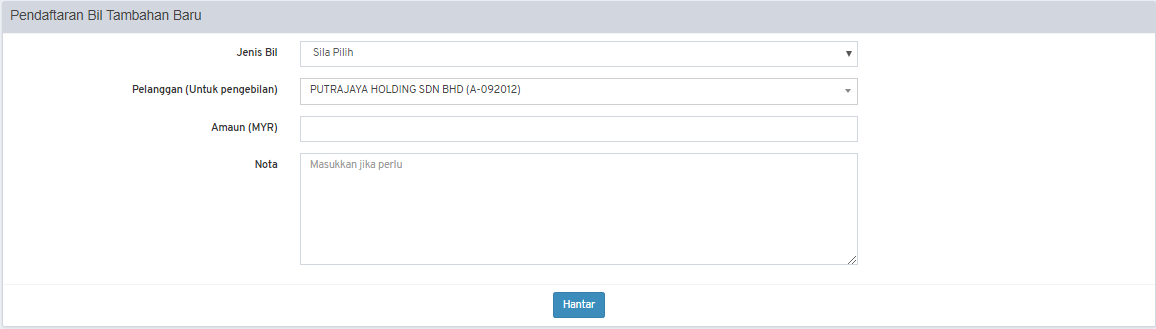 Pendaftaran Bil Tambahan Baru
Jenis Bil
Sila Pilih
Pelanggan (Untuk pengebilan)
PUTRAJAYA HOLDING SDN BHD (A-092012)
Amaun (MYR)
Nota
Masukkan jika perlu
Hantar